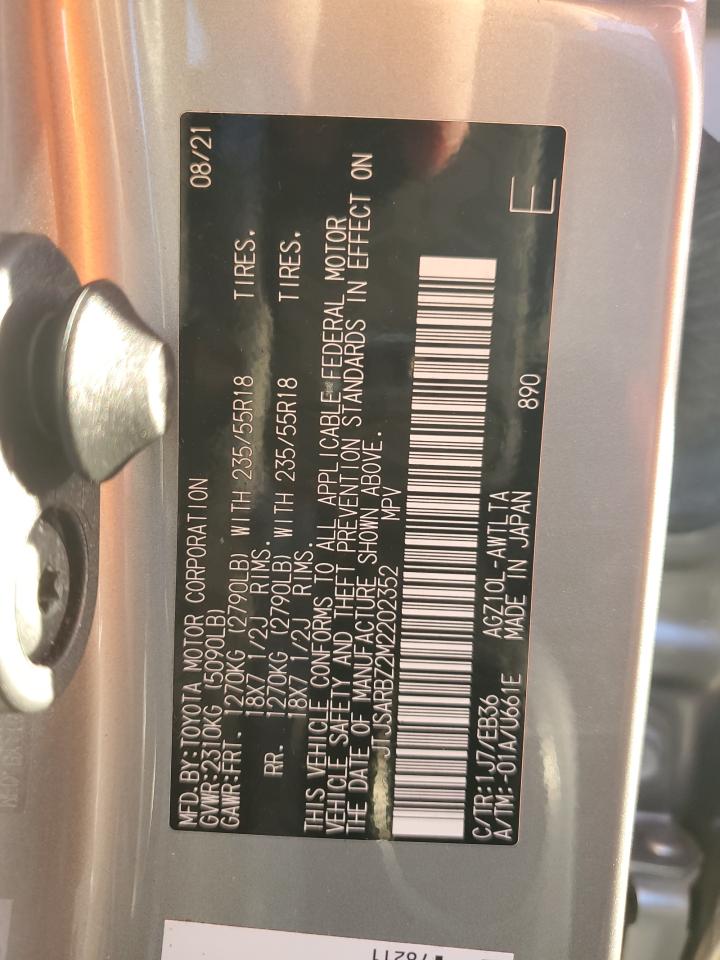 MFD.BY:TOYOTA MOTOR CORPORATION 08/21
GVWR:2310KG (5090LB)
GAWR:FRT. 1270KG (2790LB) WITH 235/55R18 TIRES.
18X7 1/2J RIMS.
RR. 1270KG (2790LB) WITH 235/55R18 TIRES.
18X7 1/2J RIMS.
THIS VEHICLE CONFORMS TO ALL APPLICABLE FEDERAL MOTOR
VEHICLE SAFETY AND THEFT PREVENTION STANDARDS IN EFFECT ON
THE DATE OF MANUFACTURE SHOWN ABOVE.
JTJSARBZ2M2202352 MPV
C/TR:1J7/EB36 AGZ10L-AWTLTA
A/TM:-01A/U661E MADE IN JAPAN 890 E
78211